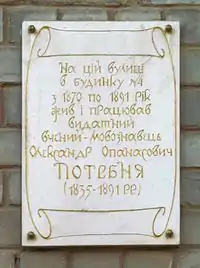 На цій вулиці
в будинку №4
з 1870 по 1891 рік
жив і працював
видатний
вчений-мовознавець
Олександр Опанасович
ПОТЕБНЯ
(1835-1891 рр)